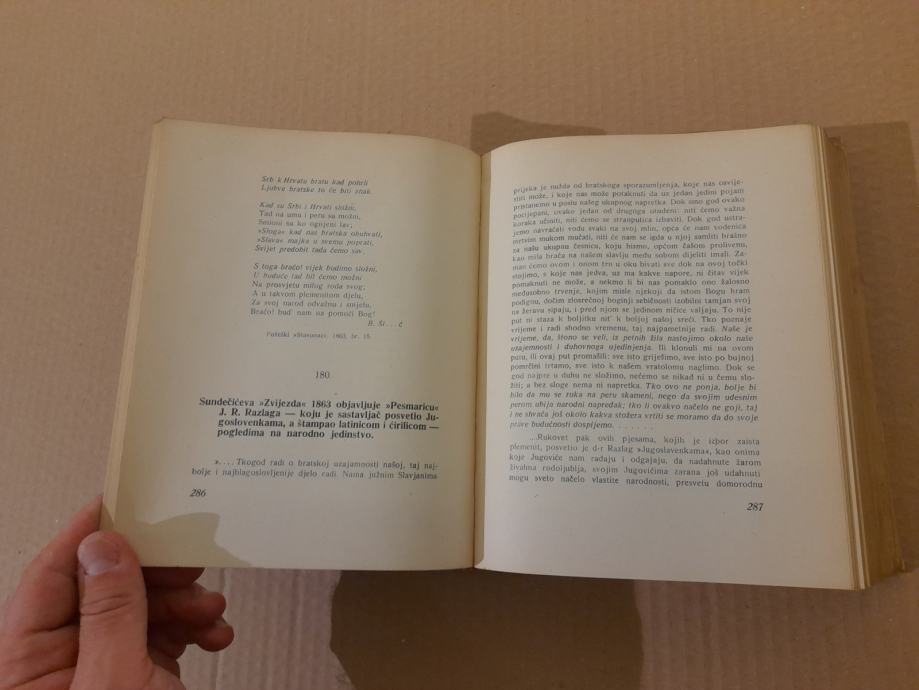 Srb k Hrvatu bratu kad pohrli
Ljubve bratske to će biti znak.
Kad su Srbi i Hrvati složni,
Tad na umu i peru su možni,
Smioni su ko ognjeni lav;
»Sloga« kad nas bratska obuhvati,
»Slava« majka u svemu poprati,
Svijet predobit tada ćemo sav.
S toga braćo! vijek budimo složni,
U buduće tad bit ćemo možni
Na prosvjetu milog roda svog;
A u takvom plemenitom djelu,
Za svoj narod odvažnu i smjelu,
Braćo! bud' nam na pomoći Bog!
B. Ši...ć
Požeški »Slavonac«, 1863, br. 15.
180.
Sundečićeva »Zvijezda« 1863 objavljuje »Pesmaricu«
J. R. Razlaga — koju je sastavljač posvetio Ju-
goslovenkama, a štampao latinicom i ćirilicom —
pogledima na narodno jedinstvo.
».... Tkogod radi o bratskoj uzajamnosti našoj, taj naj-
bolje i najblagoslovljenije djelo radi. Nama južnim Slavjanima
286
prijeka je nužda od bratskoga sporazumljenja, koje nas osvije-
stiti može, i koje nas može potaknuti da uz jedan jedini pojam
pristanemo u poslu našeg ukupnog napretka. Dok smo god ovako
pocijepani, ovako jedan od drugoga otuđeni: niti ćemo važna
koraka učiniti, niti ćemo se stranputica izbaviti. Dok god ustra-
jemo navraćati vodu svaki na svoj mlin, opća će nam vodenica
mrtvim mukom mučati, niti će nam se igda u njoj samliti brašno
za našu ukupnu česnicu, koju bismo, općom čašom prolivenu,
kao mila braća na našem slavlju među sobom dijeliti imali. Za-
man ćemo ovom i onom trn u oku bivati sve dok na ovoj točki
stojimo, s koje nas jedva, uz ma kakve napore, ni čitav vijek
pomaknuti ne može, a nekmo li bi nas pomaklo ono žalosno
međusobno trvenje, kojim misle njekoji da istom Bogu hram
podignu, dočim zlosrećnoj boginji sebičnosti izobilni tamjan svoj
na žeravu sipaju, i pred njom se jedinom ničice valjaju. To nije
put ni staza k boljitku nit' k boljoj našoj sreći. Tko poznaje
vrijeme i radi shodno vremenu, taj najpametnije radi. Naše je
vrijeme, da, štono se veli, iz petnih žila nastojimo okolo naše
uzajemnosti i duhovnoga ujedinjenja. Ili klonuli mi na ovom
putu, ili ovaj put promašili; sve isto griješimo, sve isto po bujnoj
pomrčini trtamo, sve isto k našem vratolomu naglimo. Dok se
god najpre u duhu ne složimo, nećemo se nikad ni u čemu slo-
žiti; a bez sloge nema ni napretka. Tko ovo ne ponja, bolje bi
bilo da mu se ruka na peru skameni, nego da svojim udesnim
perom ubija narodni napredak; tko li ovakvo načelo ne goji, taj
i ne shvaća još okolo kakva stožera vrtiti se moramo da do svoje
prave budućnosti dospijemo. . . . . . .
...Rukovet pak ovih pjesama, kojih je izbor zaista
plemenit, posvetio je d-r Razlag »Jugoslavenkama«, kao onima
koje Jugoviće nam rađaju i odgajaju, da nadahnute žarom
živahna rodoljublja, svojim Jugovićima zarana još udahnuti
mogu sveto načelo vlastite narodnosti, presvetu domorodnu
287